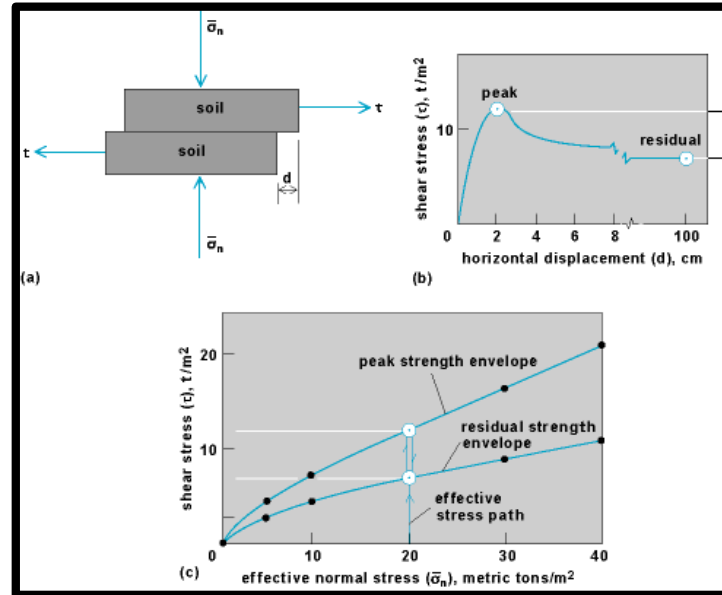 σ̄n
soil
τ
τ
soil
d
σ̄n
(a)
shear stress (τ), t/m²
10
peak
residual
0
2
4
6
8
100
horizontal displacement (d), cm
(b)
shear stress (τ), t/m²
20
10
peak strength envelope
residual strength
envelope
effective
stress path
0
10
20
30
40
(c)
effective normal stress (σ̄n), metric tons/m²